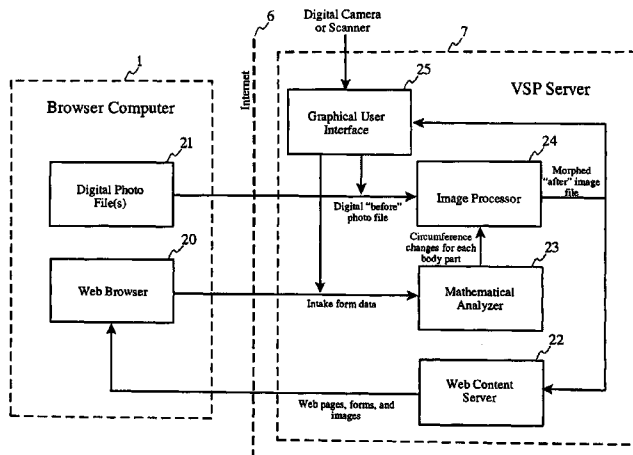 Digital Camera
or Scanner
6
7
1
Internet
25
Browser Computer
VSP Server
Graphical User
Interface
21
24
Digital Photo
File(s)
Image Processor
Morphed
"after" image
file
Digital "before"
photo file
20
Circumference
changes for each
body part
23
Web Browser
Mathematical
Analyzer
Intake form data
22
Web Content
Server
Web pages, forms, and
images